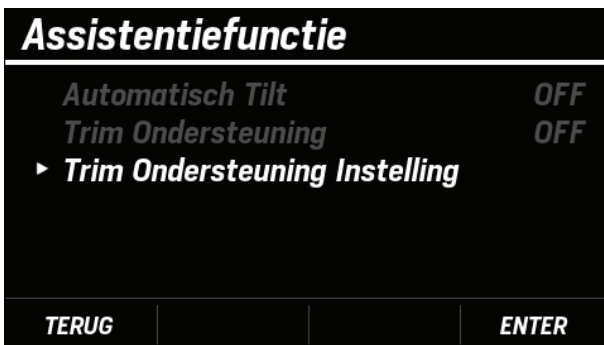 Assistentiefunctie
Automatisch Tilt OFF
Trim Ondersteuning OFF
Trim Ondersteuning Instelling
TERUG ENTER